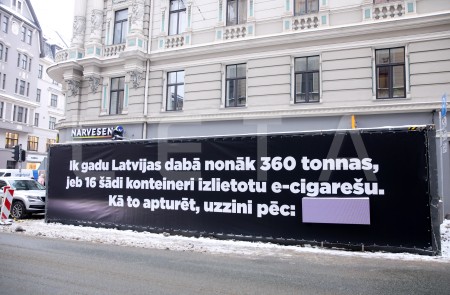 NARVESEN
LETA
Ik gadu Latvijas dabā nonāk 360 tonnas,
jeb 16 šādi konteineri izlietotu e-cigarešu.
Kā to apturēt, uzzini pēc: